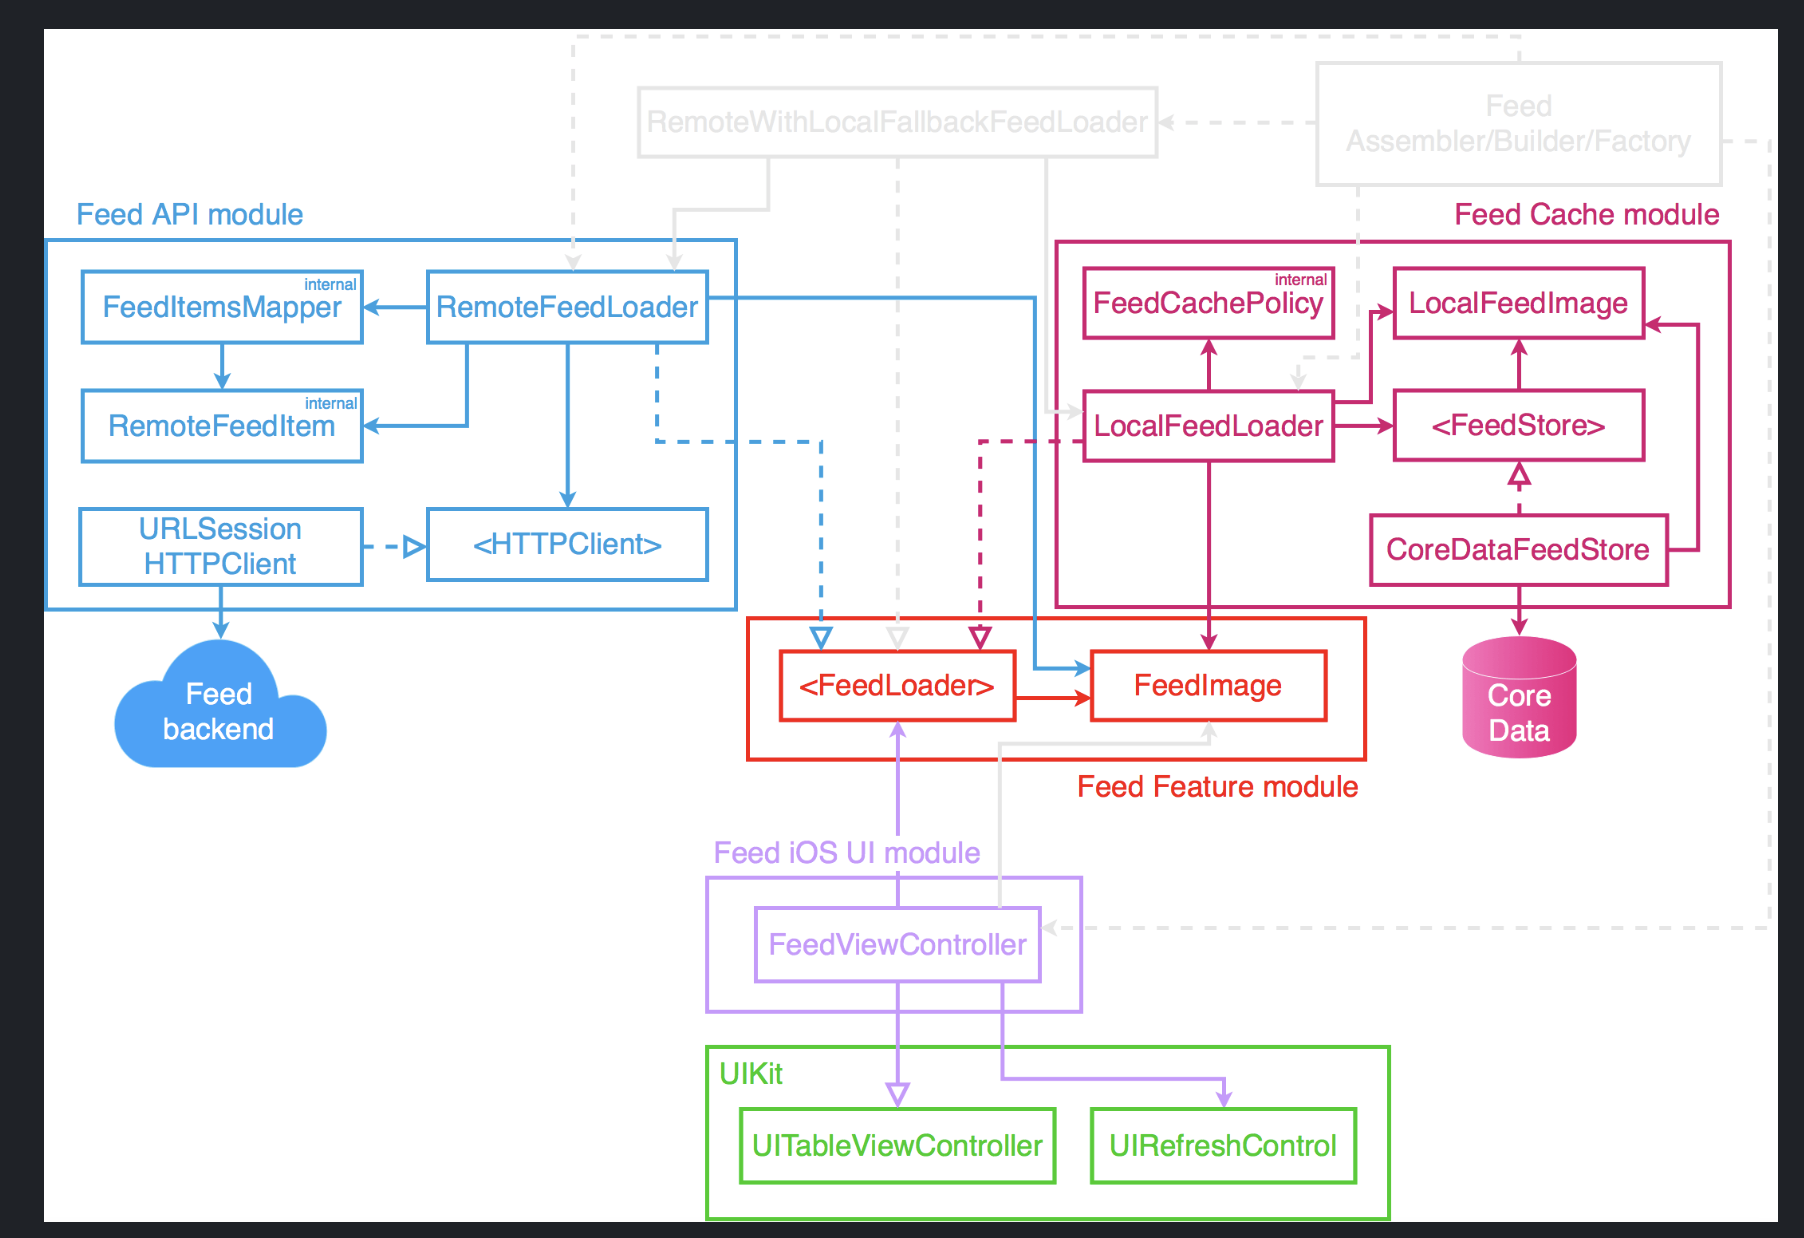 RemoteWithLocalFallbackFeedLoader
Feed
Assembler/Builder/Factory
Feed API module
Feed Cache module
internal
FeedItemsMapper
RemoteFeedLoader
internal
FeedCachePolicy
LocalFeedImage
internal
RemoteFeedItem
LocalFeedLoader
<FeedStore>
URLSession
HTTPClient
<HTTPClient>
CoreDataFeedStore
Feed
backend
<FeedLoader>
FeedImage
Core
Data
Feed Feature module
Feed iOS UI module
FeedViewController
UIKit
UITableViewController
UIRefreshControl